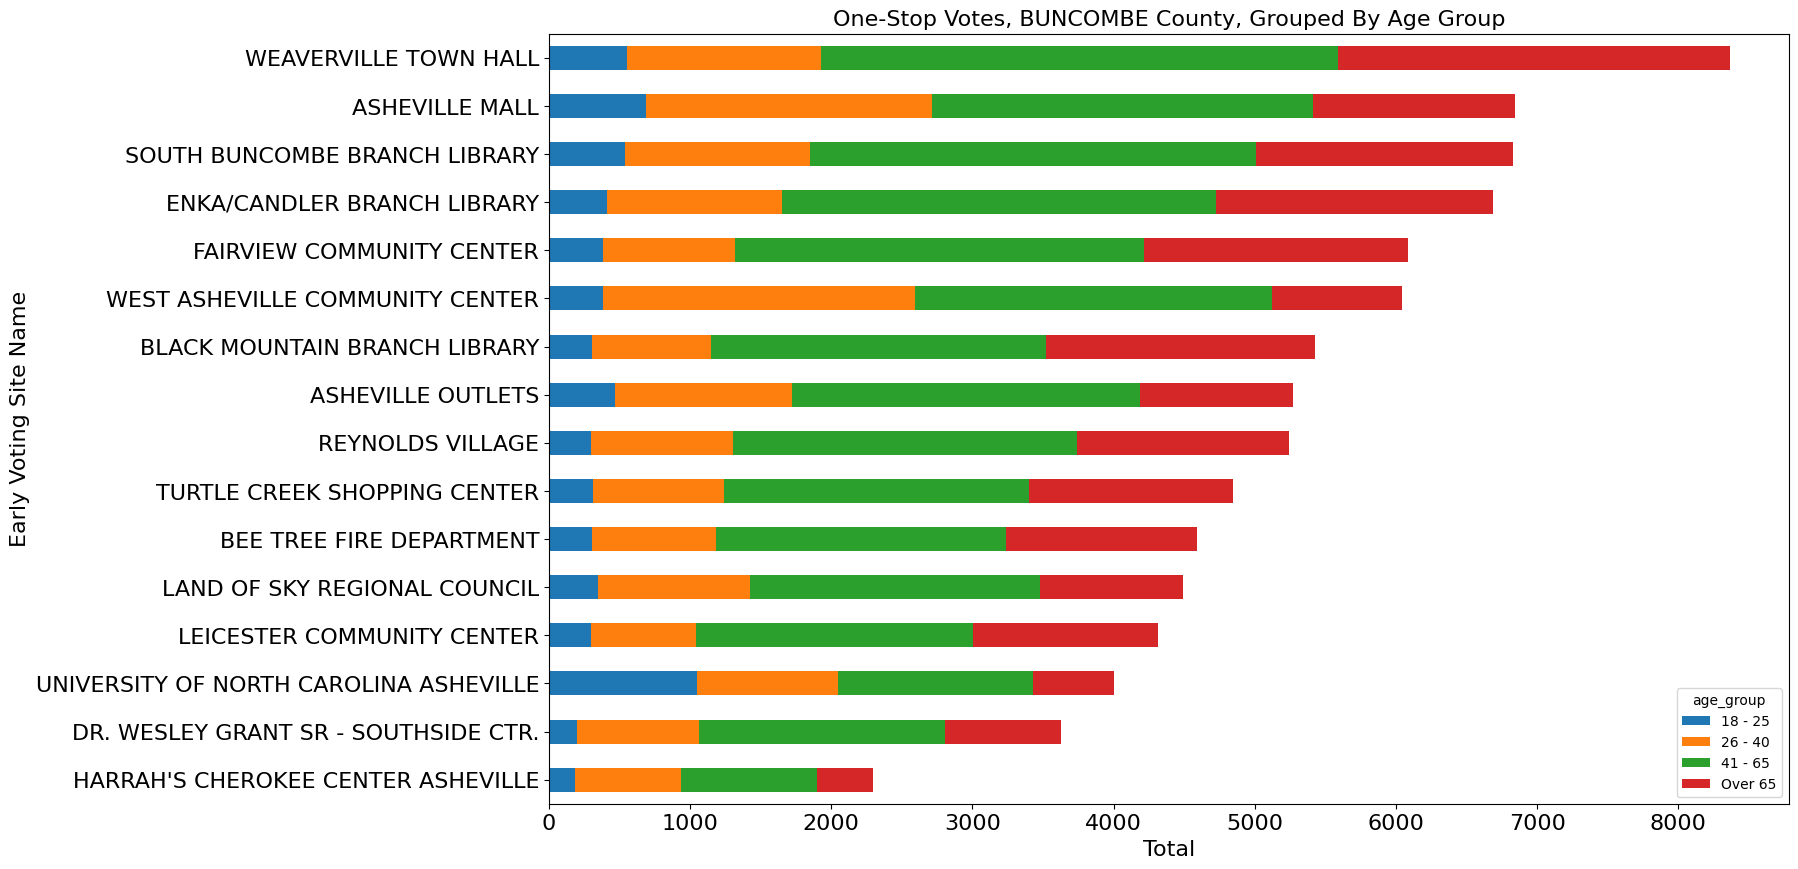 One-Stop Votes, BUNCOMBE County, Grouped By Age Group
Early Voting Site Name
WEAVERVILLE TOWN HALL
ASHEVILLE MALL
SOUTH BUNCOMBE BRANCH LIBRARY
ENKA/CANDLER BRANCH LIBRARY
FAIRVIEW COMMUNITY CENTER
WEST ASHEVILLE COMMUNITY CENTER
BLACK MOUNTAIN BRANCH LIBRARY
ASHEVILLE OUTLETS
REYNOLDS VILLAGE
TURTLE CREEK SHOPPING CENTER
BEE TREE FIRE DEPARTMENT
LAND OF SKY REGIONAL COUNCIL
LEICESTER COMMUNITY CENTER
UNIVERSITY OF NORTH CAROLINA ASHEVILLE
DR. WESLEY GRANT SR - SOUTHSIDE CTR.
HARRAH'S CHEROKEE CENTER ASHEVILLE
age_group
18 - 25
26 - 40
41 - 65
Over 65
0 1000 2000 3000 4000 5000 6000 7000 8000
Total